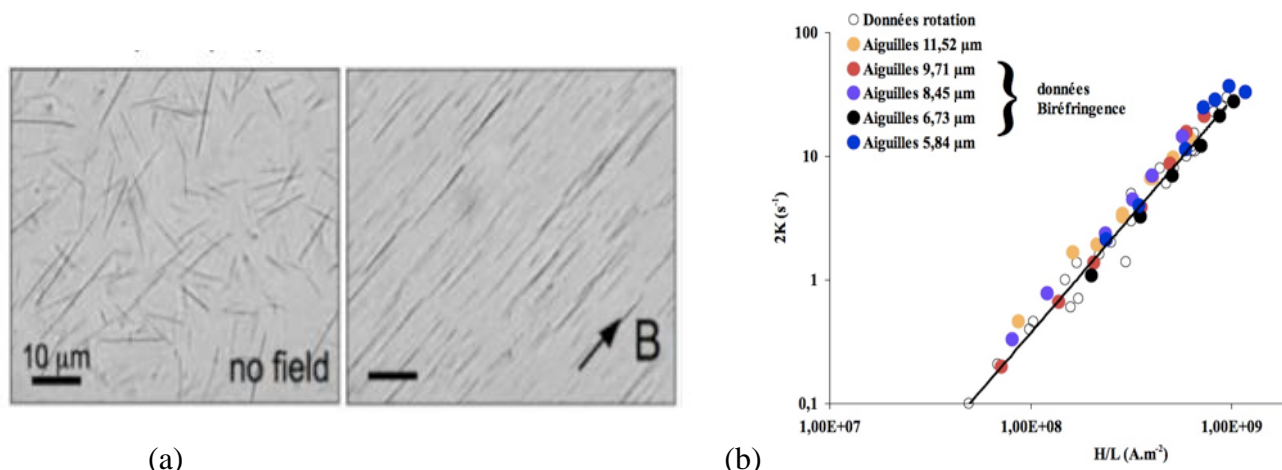 10 µm
no field
B
(a)
Données rotation
Aiguilles 11,52 µm
Aiguilles 9,71 µm
Aiguilles 8,45 µm
Aiguilles 6,73 µm
Aiguilles 5,84 µm
données
Biréfringence
100
10
1
0,1
2K (s⁻¹)
1,00E+07 1,00E+08 1,00E+09
H/L (A.m⁻²)
(b)